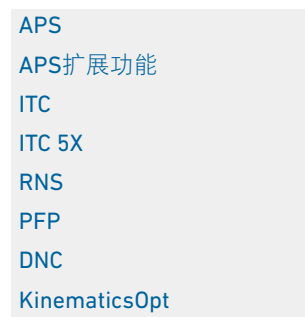 APS
APS扩展功能
ITC
ITC 5X
RNS
PFP
DNC
KinematicsOpt